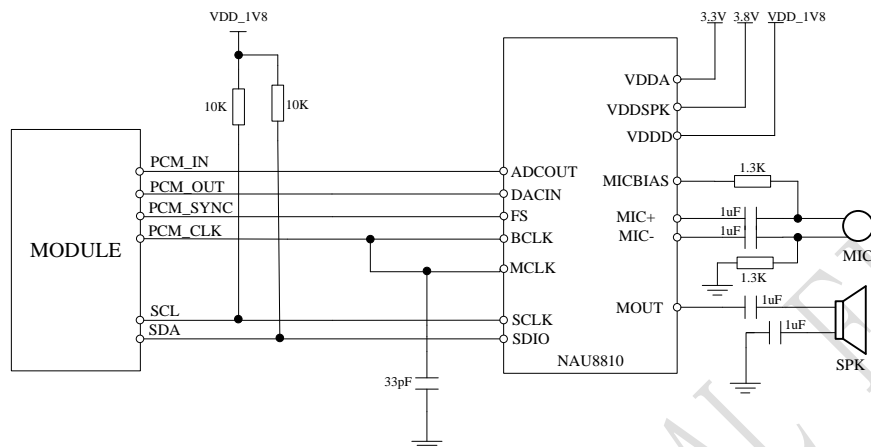 VDD_1V8
3.3V 3.8V VDD_1V8
10K
10K
VDDA
VDDSPK
VDDD
PCM_IN
PCM_OUT
PCM_SYNC
PCM_CLK
MODULE
SCL
SDA
ADCOUT
DACIN
FS
BCLK
MCLK
SCLK
SDIO
NAU8810
33pF
MICBIAS
MIC+
MIC-
MOUT
1.3K
1uF
1uF
MIC
1.3K
1uF
1uF
SPK